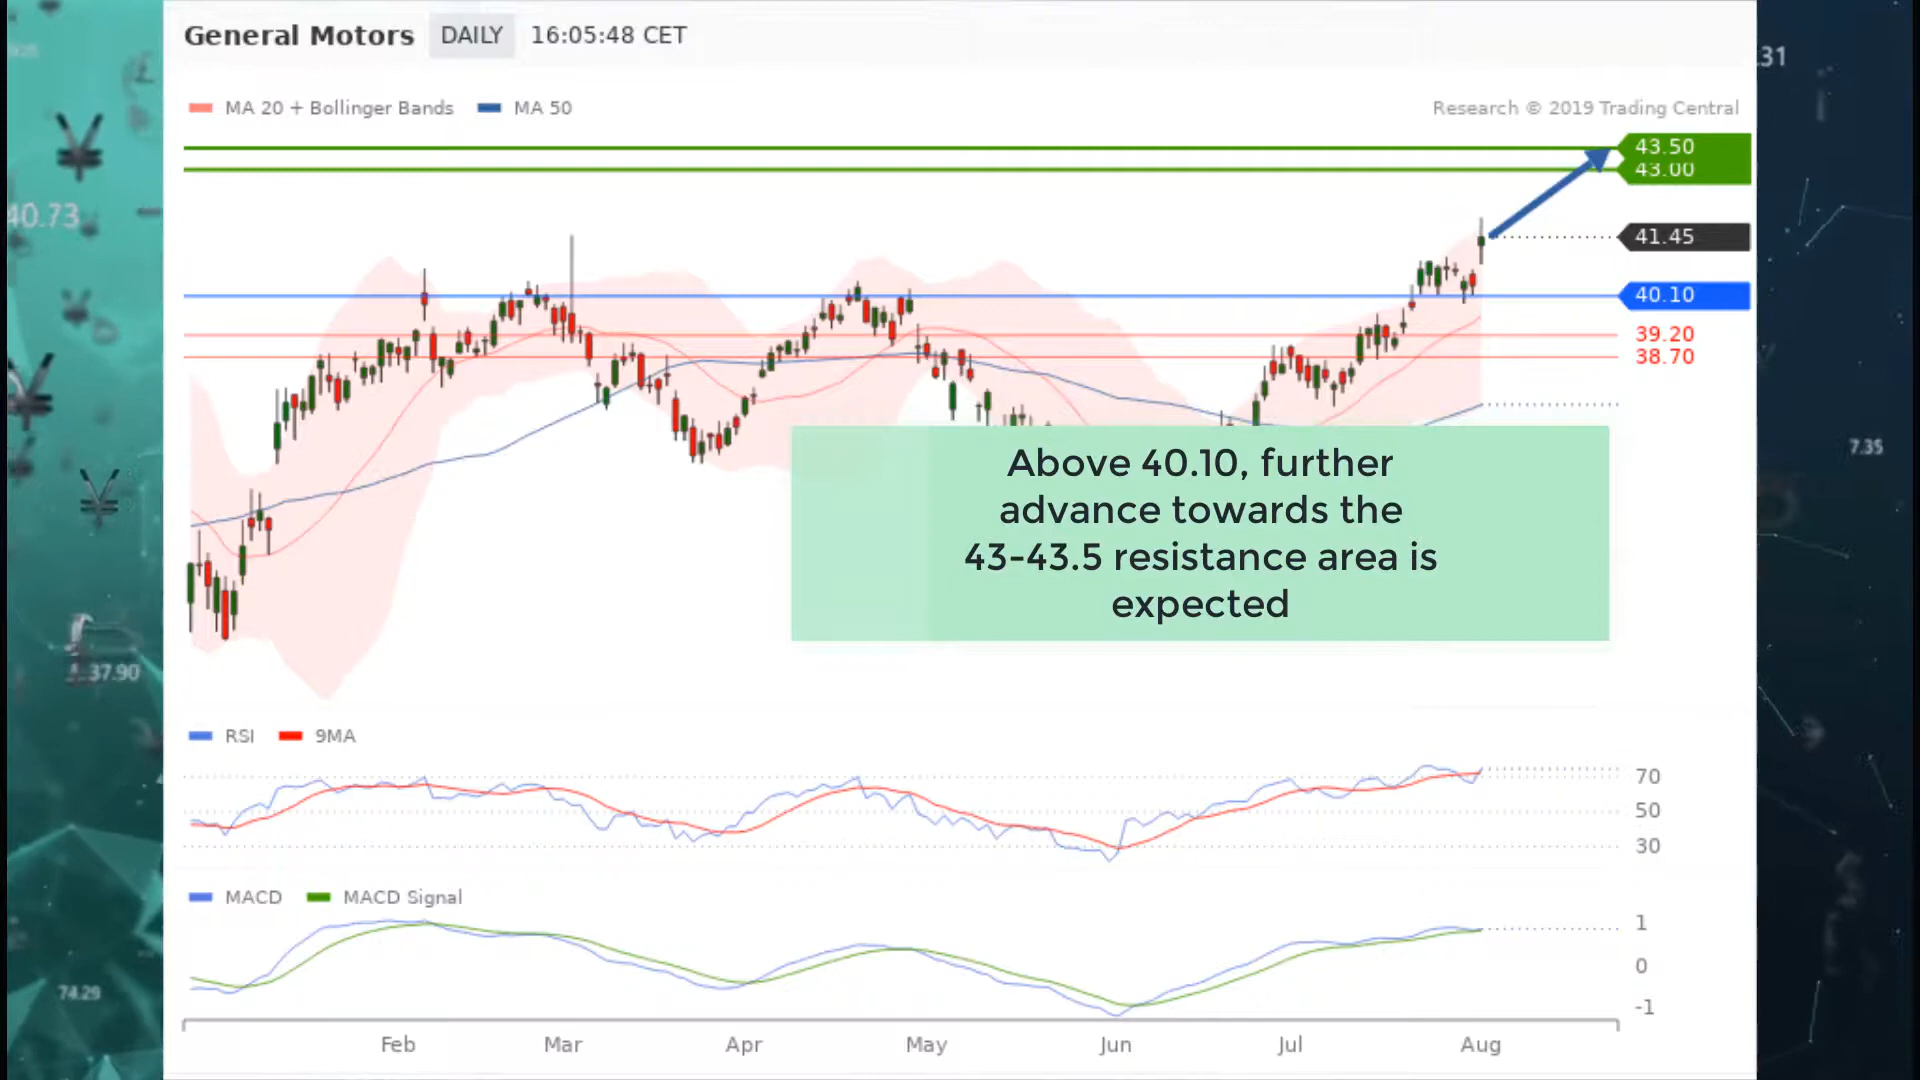 General Motors DAILY 16:05:48 CET
MA 20 + Bollinger Bands MA 50
Research © 2019 Trading Central
43.50
43.00
41.45
40.10
39.20
38.70
Above 40.10, further
advance towards the
43-43.5 resistance area is
expected
RSI 9MA
70
50
30
MACD MACD Signal
1
0
-1
Feb Mar Apr May Jun Jul Aug
40.73
37.90
74.29
.31
7.35